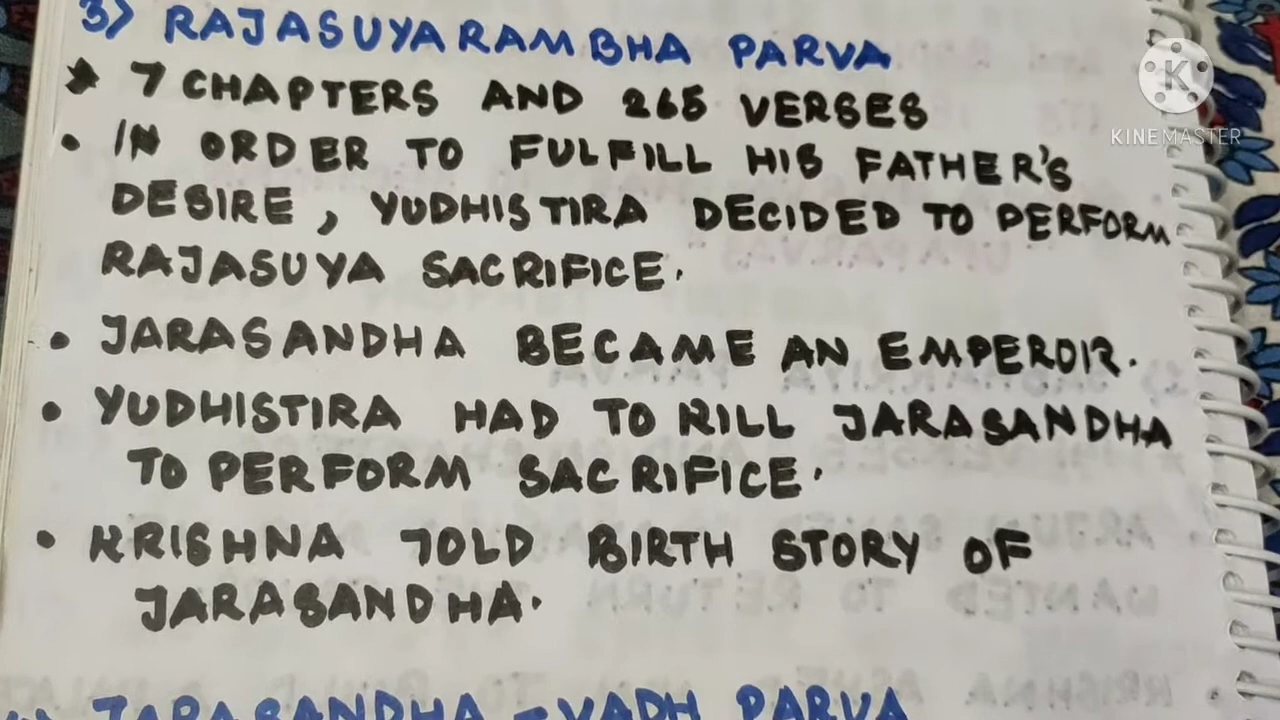 3) RAJASUYARAMBHA PARVA
* 7 CHAPTERS AND 265 VERSES
• IN ORDER TO FULFILL HIS FATHER'S
DESIRE, YUDHISTIRA DECIDED TO PERFORM
RAJASUYA SACRIFICE.
• JARASANDHA BECAME AN EMPEROR.
• YUDHISTIRA HAD TO KILL JARASANDHA
TO PERFORM SACRIFICE.
• KRISHNA TOLD BIRTH STORY OF
JARASANDHA.
JARASANDHA - VADH PARVA
K
KINEMASTER